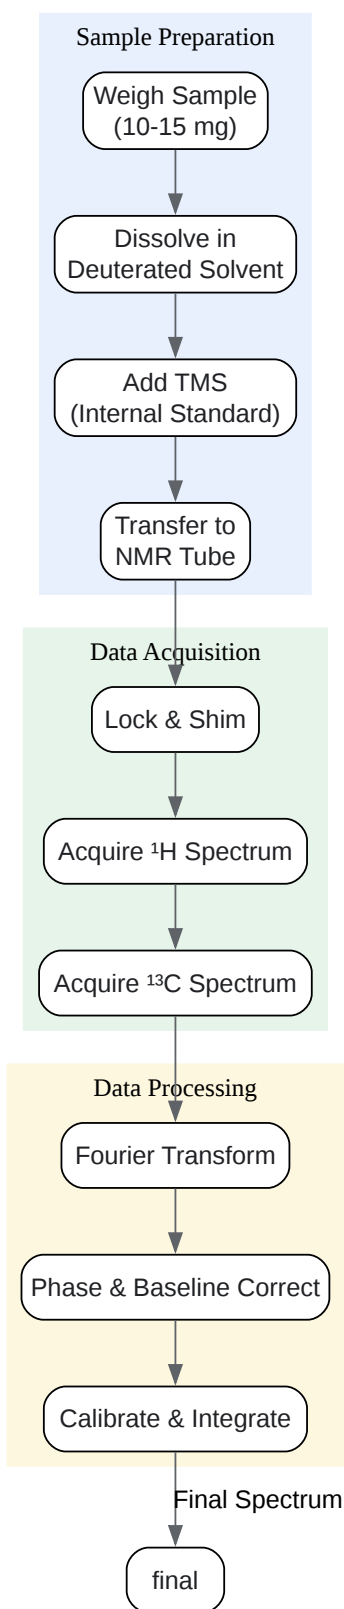 Sample Preparation
Weigh Sample
(10-15 mg)
Dissolve in
Deuterated Solvent
Add TMS
(Internal Standard)
Transfer to
NMR Tube
Data Acquisition
Lock & Shim
Acquire ¹H Spectrum
Acquire ¹³C Spectrum
Data Processing
Fourier Transform
Phase & Baseline Correct
Calibrate & Integrate
Final Spectrum
final